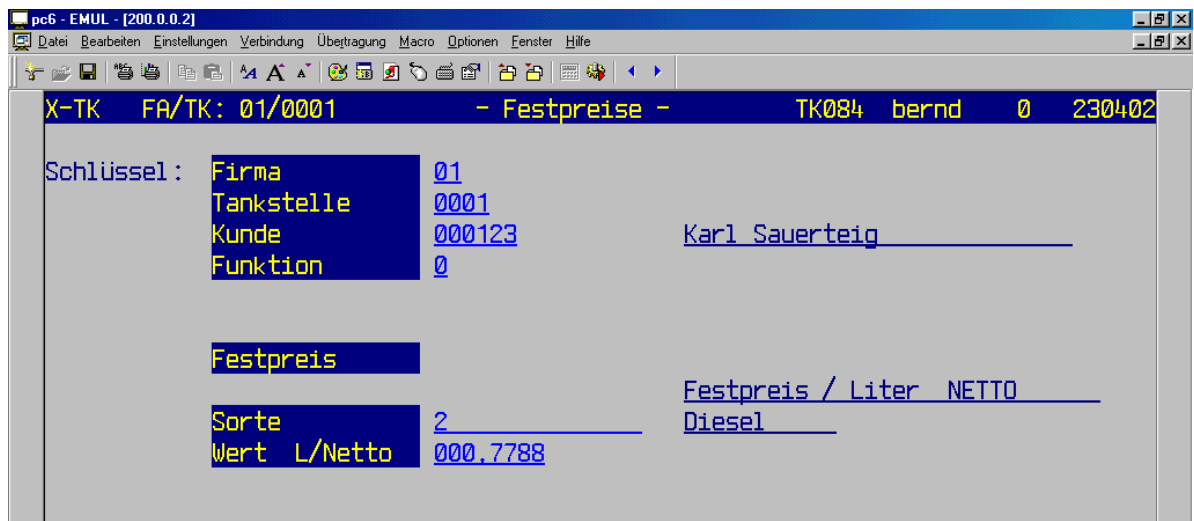 pc6 - EMUL - [200.0.0.2]
Datei Bearbeiten Einstellungen Verbindung Übertragung Macro Optionen Fenster Hilfe
X-TK FA/TK: 01/0001 - Festpreise - TK084 bernd 0 230402
Schlüssel: Firma 01
Tankstelle 0001
Kunde 000123 Karl Sauerteig
Funktion 0
Festpreis
Festpreis / Liter NETTO
Sorte 2 Diesel
Wert L/Netto 000,7788